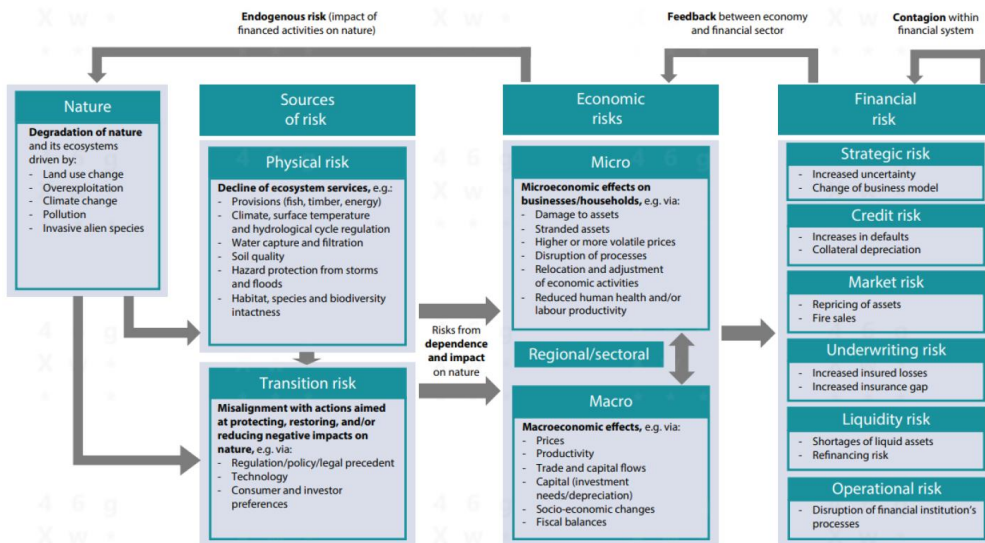 Endogenous risk (impact of
financed activities on nature)
Feedback between economy
and financial sector
Contagion within
financial system
Nature
Degradation of nature
and its ecosystems
driven by:
- Land use change
- Overexploitation
- Climate change
- Pollution
- Invasive alien species
Sources
of risk
Physical risk
Decline of ecosystem services, e.g.:
- Provisions (fish, timber, energy)
- Climate, surface temperature
and hydrological cycle regulation
- Water capture and filtration
- Soil quality
- Hazard protection from storms
and floods
- Habitat, species and biodiversity
intactness
Transition risk
Misalignment with actions aimed
at protecting, restoring, and/or
reducing negative impacts on
nature, e.g. via:
- Regulation/policy/legal precedent
- Technology
- Consumer and investor
preferences
Risks from
dependence
and impact
on nature
Economic
risks
Micro
Microeconomic effects on
businesses/households, e.g. via:
- Damage to assets
- Stranded assets
- Higher or more volatile prices
- Disruption of processes
- Relocation and adjustment
of economic activities
- Reduced human health and/or
labour productivity
Regional/sectoral
Macro
Macroeconomic effects, e.g. via:
- Prices
- Productivity
- Trade and capital flows
- Capital (investment
needs/depreciation)
- Socio-economic changes
- Fiscal balances
Financial
risk
Strategic risk
- Increased uncertainty
- Change of business model
Credit risk
- Increases in defaults
- Collateral depreciation
Market risk
- Repricing of assets
- Fire sales
Underwriting risk
- Increased insured losses
- Increased insurance gap
Liquidity risk
- Shortages of liquid assets
- Refinancing risk
Operational risk
- Disruption of financial institution's
processes